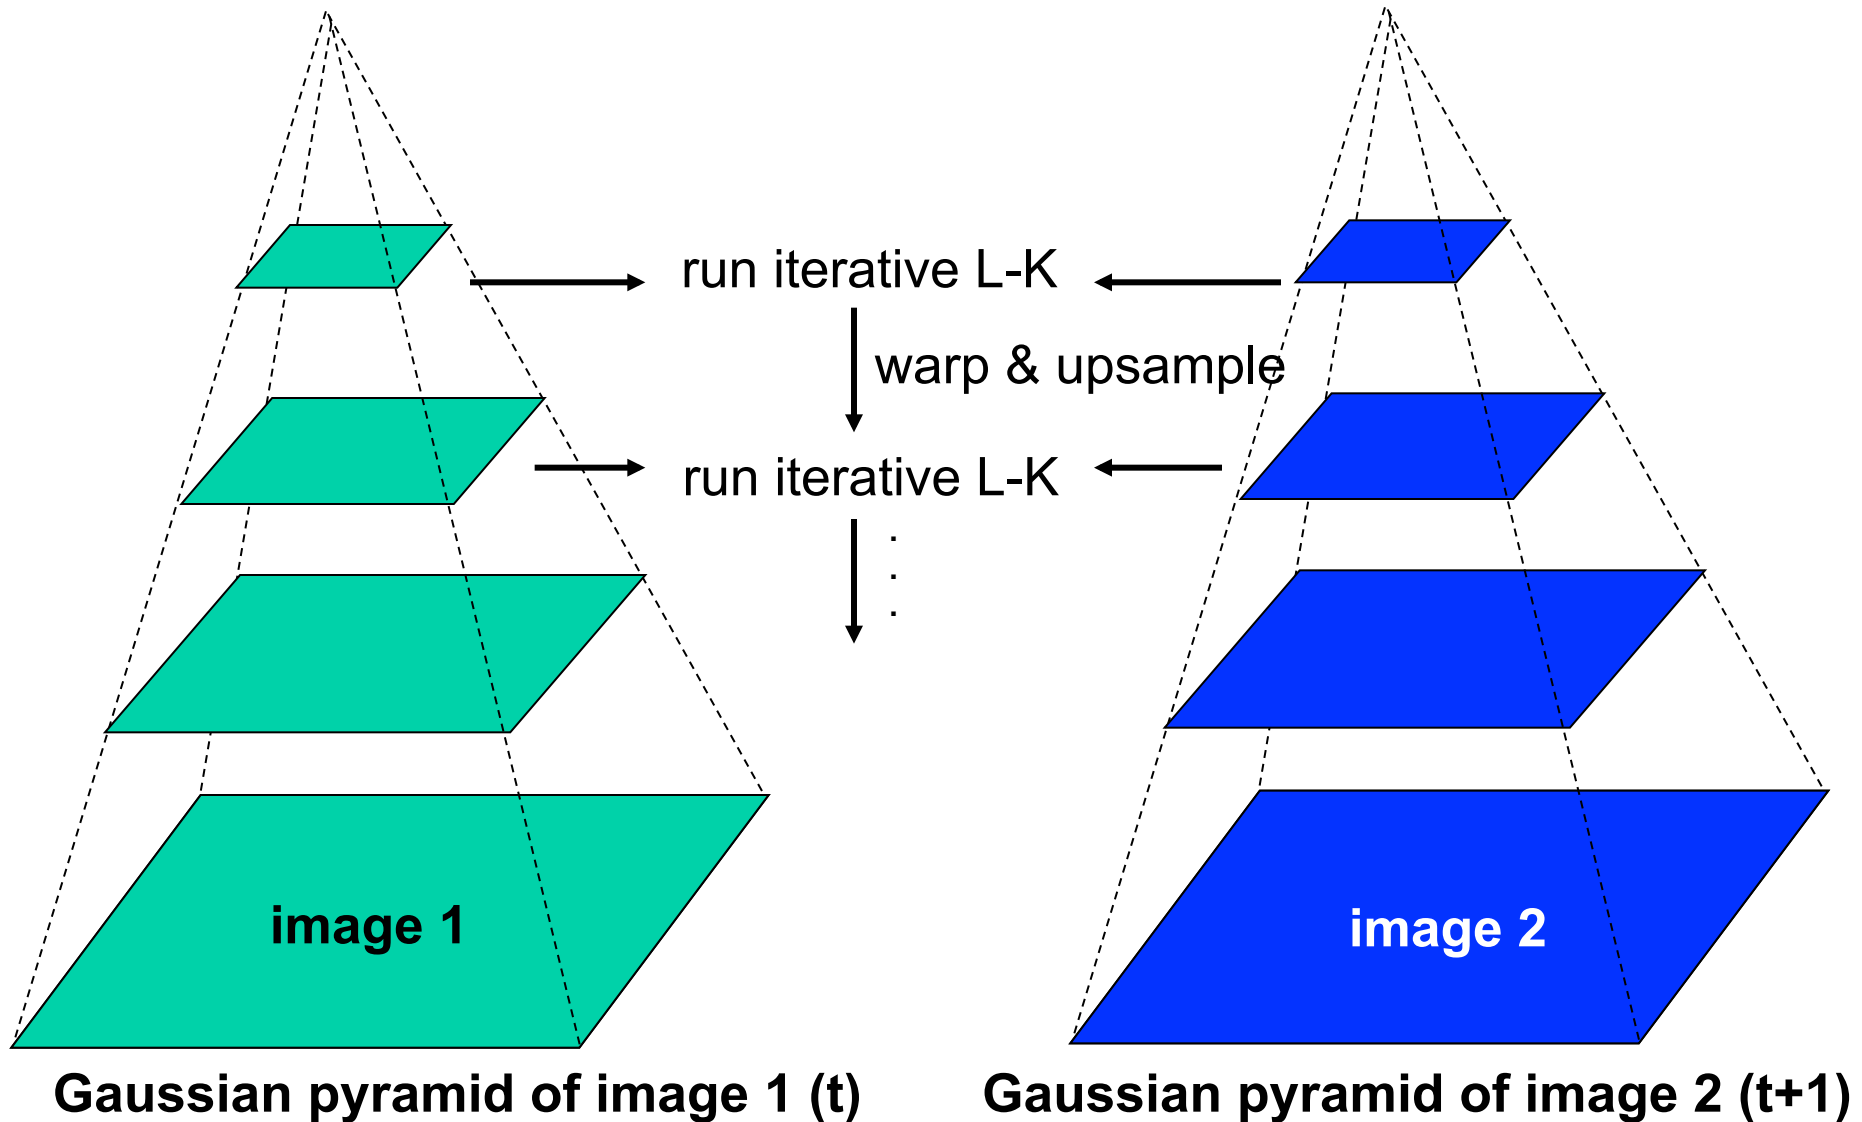 run iterative L-K
warp & upsample
run iterative L-K
.
.
.
image 1
image 2
Gaussian pyramid of image 1 (t)
Gaussian pyramid of image 2 (t+1)